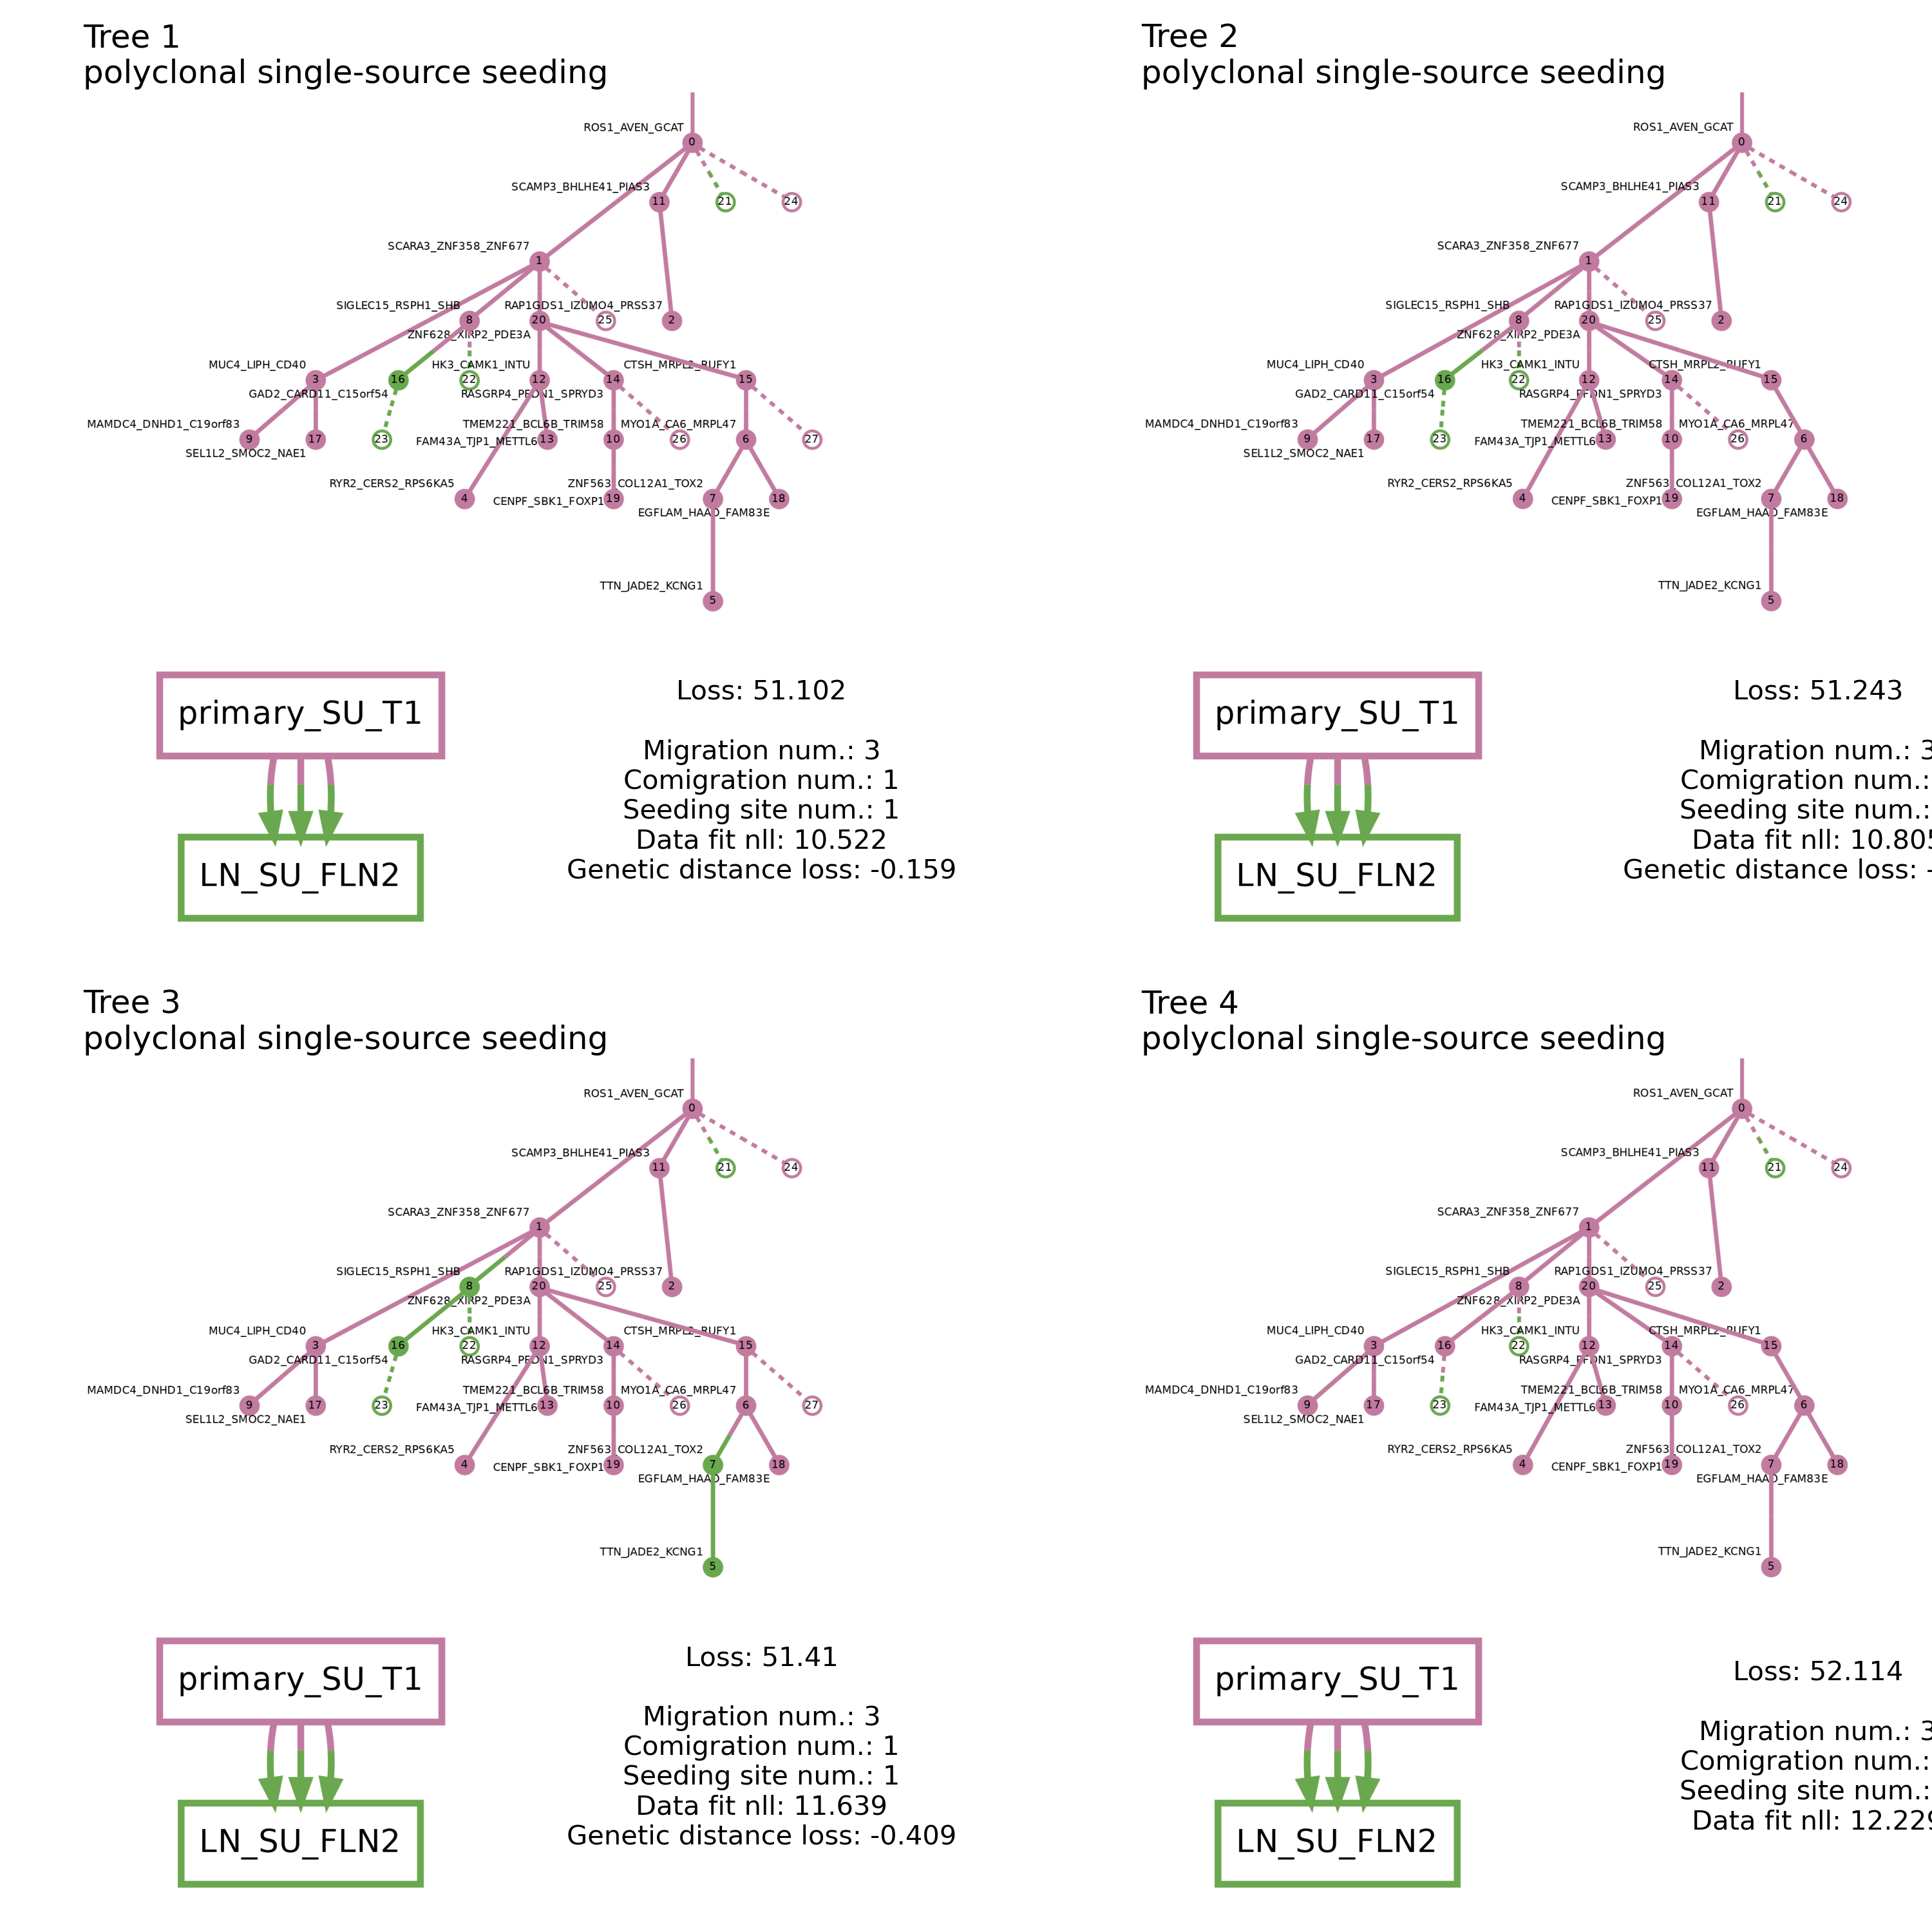 Tree 1
polyclonal single-source seeding
ROS1_AVEN_GCAT
0
SCAMP3_BHLHE41_PIAS3
11
21
24
SCARA3_ZNF358_ZNF677
1
SIGLEC15_RSPH1_SHB
RAP1GDS1_IZUMO4_PRSS37
8
20
25
2
ZNF628_XIRP2_PDE3A
MUC4_LIPH_CD40
HK3_CAMK1_INTU
CTSH_MRPL2_RUFY1
3
16
22
12
14
15
GAD2_CARD11_C15orf54
RASGRP4_PFDN1_SPRYD3
MAMDC4_DNHD1_C19orf83
TMEM221_BCL6B_TRIM58
MYO1A_CA6_MRPL47
9
17
23
FAM43A_TJP1_METTL6
13
10
26
6
27
SEL1L2_SMOC2_NAE1
RYR2_CERS2_RPS6KA5
ZNF563_COL12A1_TOX2
4
CENPF_SBK1_FOXP1
19
7
18
EGFLAM_HAAO_FAM83E
TTN_JADE2_KCNG1
5
primary_SU_T1
LN_SU_FLN2
Loss: 51.102
Migration num.: 3
Comigration num.: 1
Seeding site num.: 1
Data fit nll: 10.522
Genetic distance loss: -0.159
Tree 2
polyclonal single-source seeding
ROS1_AVEN_GCAT
0
SCAMP3_BHLHE41_PIAS3
11
21
24
SCARA3_ZNF358_ZNF677
1
SIGLEC15_RSPH1_SHB
RAP1GDS1_IZUMO4_PRSS37
8
20
25
2
ZNF628_XIRP2_PDE3A
MUC4_LIPH_CD40
HK3_CAMK1_INTU
CTSH_MRPL2_RUFY1
3
16
22
12
14
15
GAD2_CARD11_C15orf54
RASGRP4_PFDN1_SPRYD3
MAMDC4_DNHD1_C19orf83
TMEM221_BCL6B_TRIM58
MYO1A_CA6_MRPL47
9
17
23
FAM43A_TJP1_METTL6
13
10
26
6
SEL1L2_SMOC2_NAE1
RYR2_CERS2_RPS6KA5
ZNF563_COL12A1_TOX2
4
CENPF_SBK1_FOXP1
19
7
18
EGFLAM_HAAO_FAM83E
TTN_JADE2_KCNG1
5
primary_SU_T1
LN_SU_FLN2
Loss: 51.243
Migration num.: 3
Comigration num.:
Seeding site num.:
Data fit nll: 10.805
Genetic distance loss: -
Tree 3
polyclonal single-source seeding
ROS1_AVEN_GCAT
0
SCAMP3_BHLHE41_PIAS3
11
21
24
SCARA3_ZNF358_ZNF677
1
SIGLEC15_RSPH1_SHB
RAP1GDS1_IZUMO4_PRSS37
8
20
25
2
ZNF628_XIRP2_PDE3A
MUC4_LIPH_CD40
HK3_CAMK1_INTU
CTSH_MRPL2_RUFY1
3
16
22
12
14
15
GAD2_CARD11_C15orf54
RASGRP4_PFDN1_SPRYD3
MAMDC4_DNHD1_C19orf83
TMEM221_BCL6B_TRIM58
MYO1A_CA6_MRPL47
9
17
23
FAM43A_TJP1_METTL6
13
10
26
6
27
SEL1L2_SMOC2_NAE1
RYR2_CERS2_RPS6KA5
ZNF563_COL12A1_TOX2
4
CENPF_SBK1_FOXP1
19
7
18
EGFLAM_HAAO_FAM83E
TTN_JADE2_KCNG1
5
primary_SU_T1
LN_SU_FLN2
Loss: 51.41
Migration num.: 3
Comigration num.: 1
Seeding site num.: 1
Data fit nll: 11.639
Genetic distance loss: -0.409
Tree 4
polyclonal single-source seeding
ROS1_AVEN_GCAT
0
SCAMP3_BHLHE41_PIAS3
11
21
24
SCARA3_ZNF358_ZNF677
1
SIGLEC15_RSPH1_SHB
RAP1GDS1_IZUMO4_PRSS37
8
20
25
2
ZNF628_XIRP2_PDE3A
MUC4_LIPH_CD40
HK3_CAMK1_INTU
CTSH_MRPL2_RUFY1
3
16
22
12
14
15
GAD2_CARD11_C15orf54
RASGRP4_PFDN1_SPRYD3
MAMDC4_DNHD1_C19orf83
TMEM221_BCL6B_TRIM58
MYO1A_CA6_MRPL47
9
17
23
FAM43A_TJP1_METTL6
13
10
26
6
SEL1L2_SMOC2_NAE1
RYR2_CERS2_RPS6KA5
ZNF563_COL12A1_TOX2
4
CENPF_SBK1_FOXP1
19
7
18
EGFLAM_HAAO_FAM83E
TTN_JADE2_KCNG1
5
primary_SU_T1
LN_SU_FLN2
Loss: 52.114
Migration num.: 3
Comigration num.:
Seeding site num.:
Data fit nll: 12.229